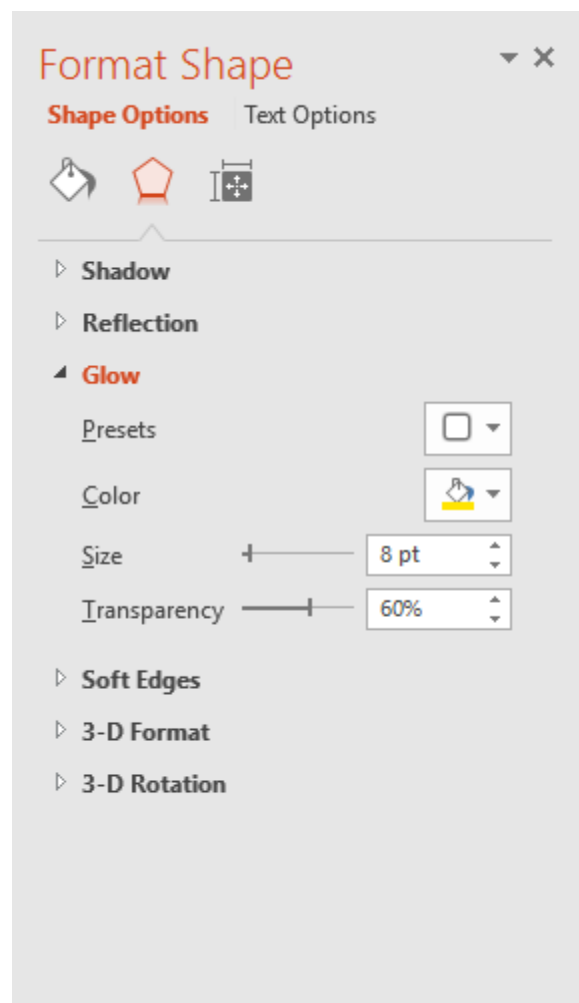 Format Shape
Shape Options Text Options
Shadow
Reflection
Glow
Presets
Color
Size 8 pt
Transparency 60%
Soft Edges
3-D Format
3-D Rotation